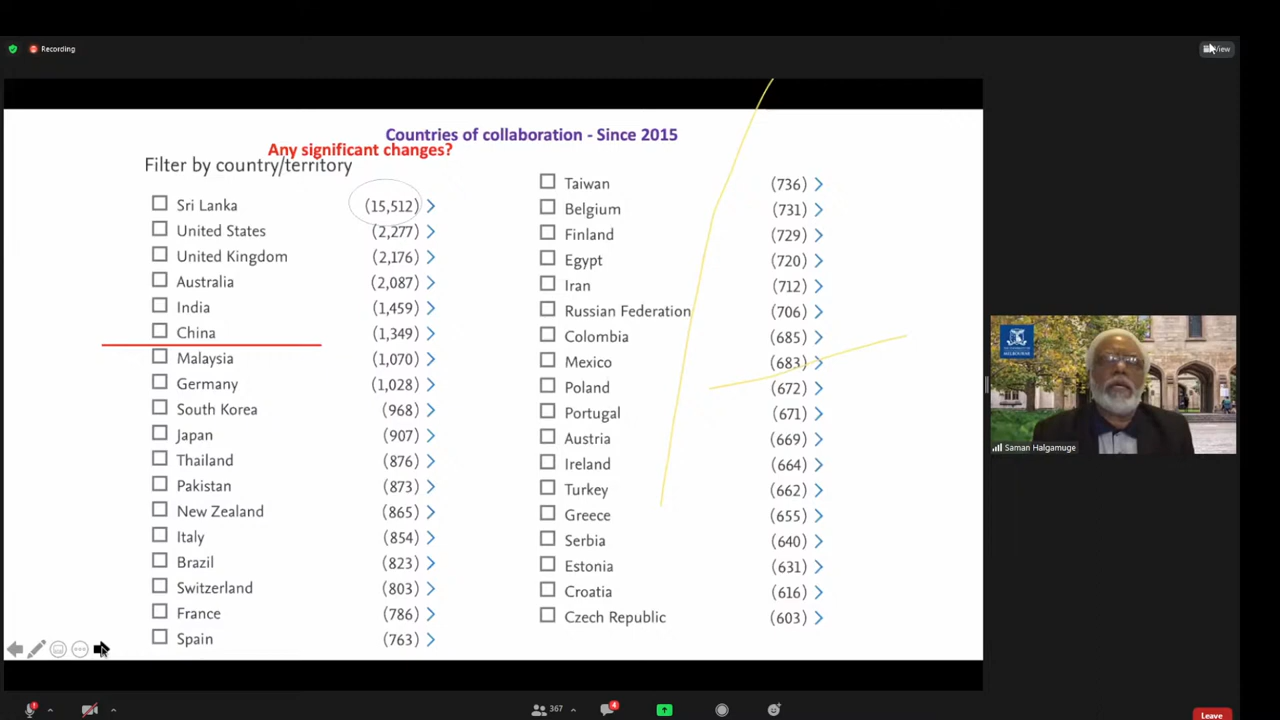 Recording
View
Countries of collaboration - Since 2015
Any significant changes?
Filter by country/territory
Sri Lanka (15,512)
United States (2,277)
United Kingdom (2,176)
Australia (2,087)
India (1,459)
China (1,349)
Malaysia (1,070)
Germany (1,028)
South Korea (968)
Japan (907)
Thailand (876)
Pakistan (873)
New Zealand (865)
Italy (854)
Brazil (823)
Switzerland (803)
France (786)
Spain (763)
Taiwan (736)
Belgium (731)
Finland (729)
Egypt (720)
Iran (712)
Russian Federation (706)
Colombia (685)
Mexico (683)
Poland (672)
Portugal (671)
Austria (669)
Ireland (664)
Turkey (662)
Greece (655)
Serbia (640)
Estonia (631)
Croatia (616)
Czech Republic (603)
MELBOURNE
Saman Halgamuge
367
4
Leave